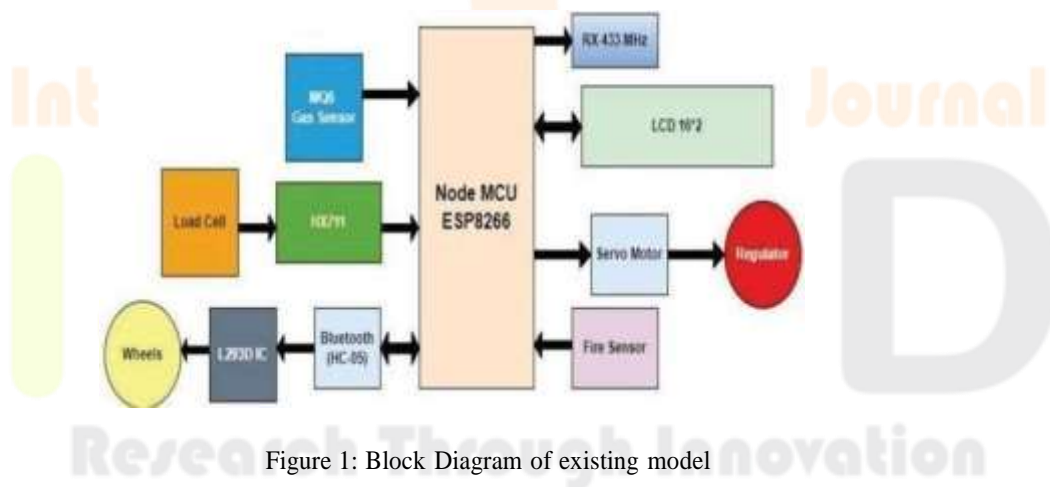 RX 433 MHz
MQ6
Gas Sensor
Int Journal
LCD 16*2
Node MCU
ESP8266
Load Cell
HX711
Servo Motor
Regulator
Wheels
L293D IC
Bluetooth
(HC-05)
Fire Sensor
I D
Research Through Innovation
Figure 1: Block Diagram of existing model